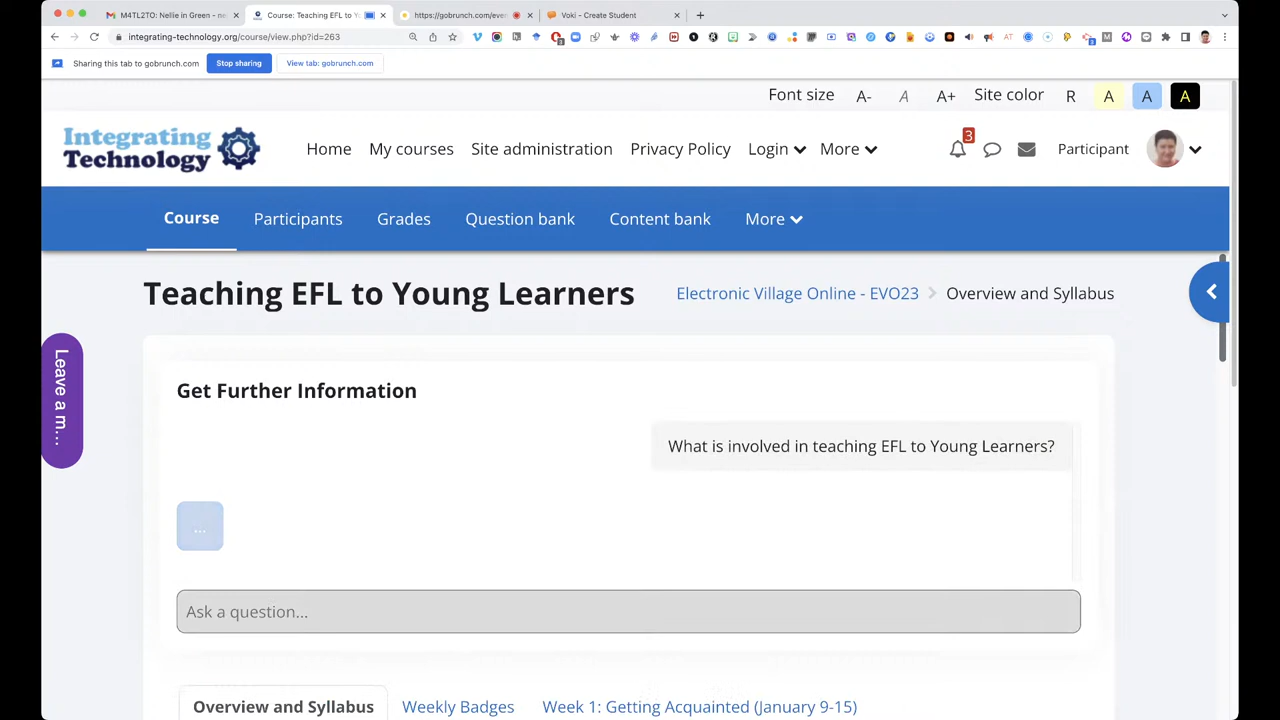 M4TL2TO: Nellie in Green - ne
Course: Teaching EFL to Yo
https://gobrunch.com/eve
Voki - Create Student
integrating-technology.org/course/view.php?id=263
Sharing this tab to gobrunch.com
Stop sharing
View tab: gobrunch.com
Font size A- A A+ Site color R A A A
Integrating
Technology
Home My courses Site administration Privacy Policy Login More 3 Participant
Course Participants Grades Question bank Content bank More
Teaching EFL to Young Learners
Electronic Village Online - EVO23 Overview and Syllabus
Leave a m...
Get Further Information
What is involved in teaching EFL to Young Learners?
...
Ask a question...
Overview and Syllabus Weekly Badges Week 1: Getting Acquainted (January 9-15)